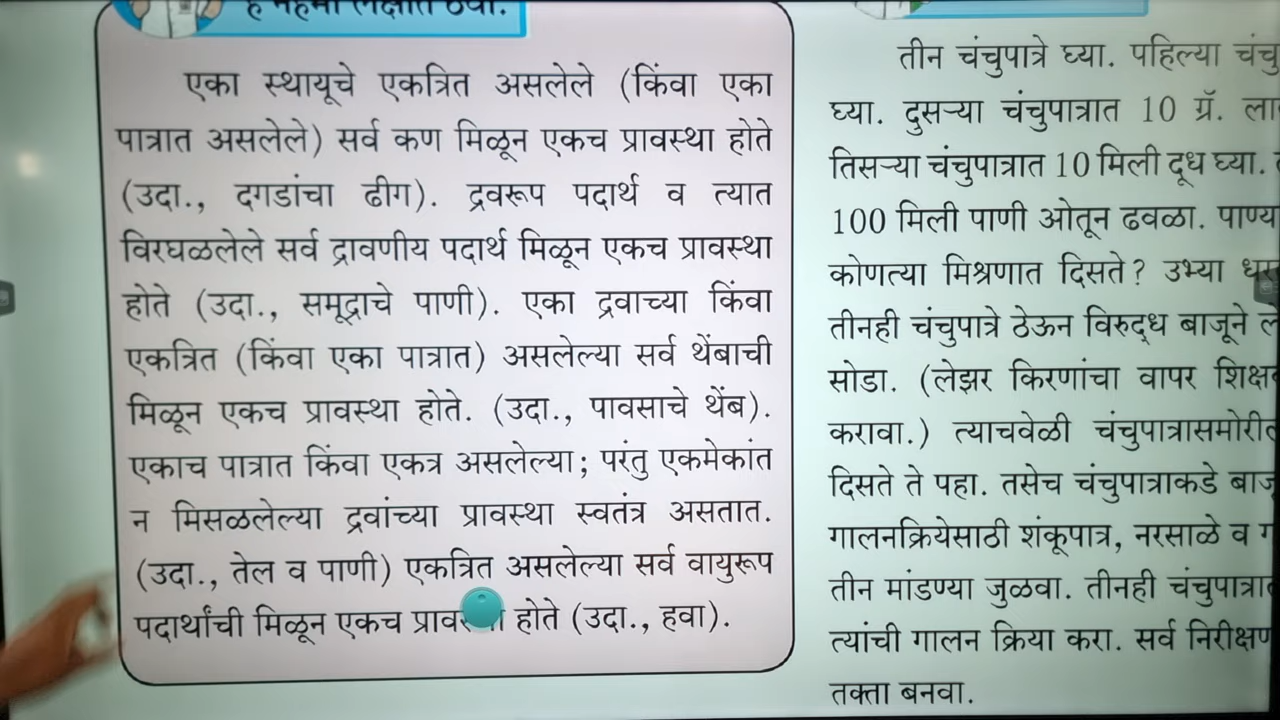 हे नेहमी लक्षात ठेवा.
एका स्थायूचे एकत्रित असलेले (किंवा एका
पात्रात असलेले) सर्व कण मिळून एकच प्रावस्था होते
(उदा., दगडांचा ढीग). द्रवरूप पदार्थ व त्यात
विरघळलेले सर्व द्रावणीय पदार्थ मिळून एकच प्रावस्था
होते (उदा., समूद्राचे पाणी). एका द्रवाच्या किंवा
एकत्रित (किंवा एका पात्रात) असलेल्या सर्व थेंबाची
मिळून एकच प्रावस्था होते. (उदा., पावसाचे थेंब).
एकाच पात्रात किंवा एकत्र असलेल्या; परंतु एकमेकांत
न मिसळलेल्या द्रवांच्या प्रावस्था स्वतंत्र असतात.
(उदा., तेल व पाणी) एकत्रित असलेल्या सर्व वायुरूप
पदार्थांची मिळून एकच होते (उदा., हवा).
तीन चंचुपात्रे घ्या. पहिल्या
घ्या. दुसऱ्या चंचुपात्रात 10 ग्रॅ.
तिसऱ्या चंचुपात्रात 10 मिली दूध घ्या.
100 मिली पाणी ओतून ढवळा.
कोणत्या मिश्रणात दिसते? उभ्या
तीनही चंचुपात्रे ठेऊन विरुद्ध बाजूने
सोडा. (लेझर किरणांचा वापर
करावा.) त्याचवेळी
दिसते ते पहा. तसेच चंचुपात्राकडे
गालनक्रियेसाठी शंकूपात्र, नरसाळे व
तीन मांडण्या जुळवा. तीनही
त्यांची गालन क्रिया करा. सर्व
तक्ता बनवा.